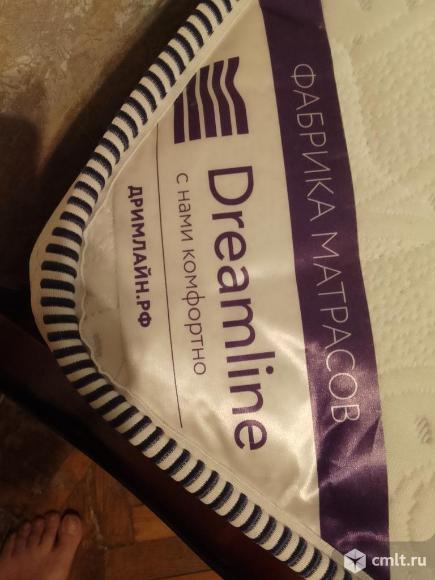 ФАБРИКА МАТРАСОВ
Dreamline
с нами комфортно
ДРИМЛАЙН.РФ
cmlt.ru